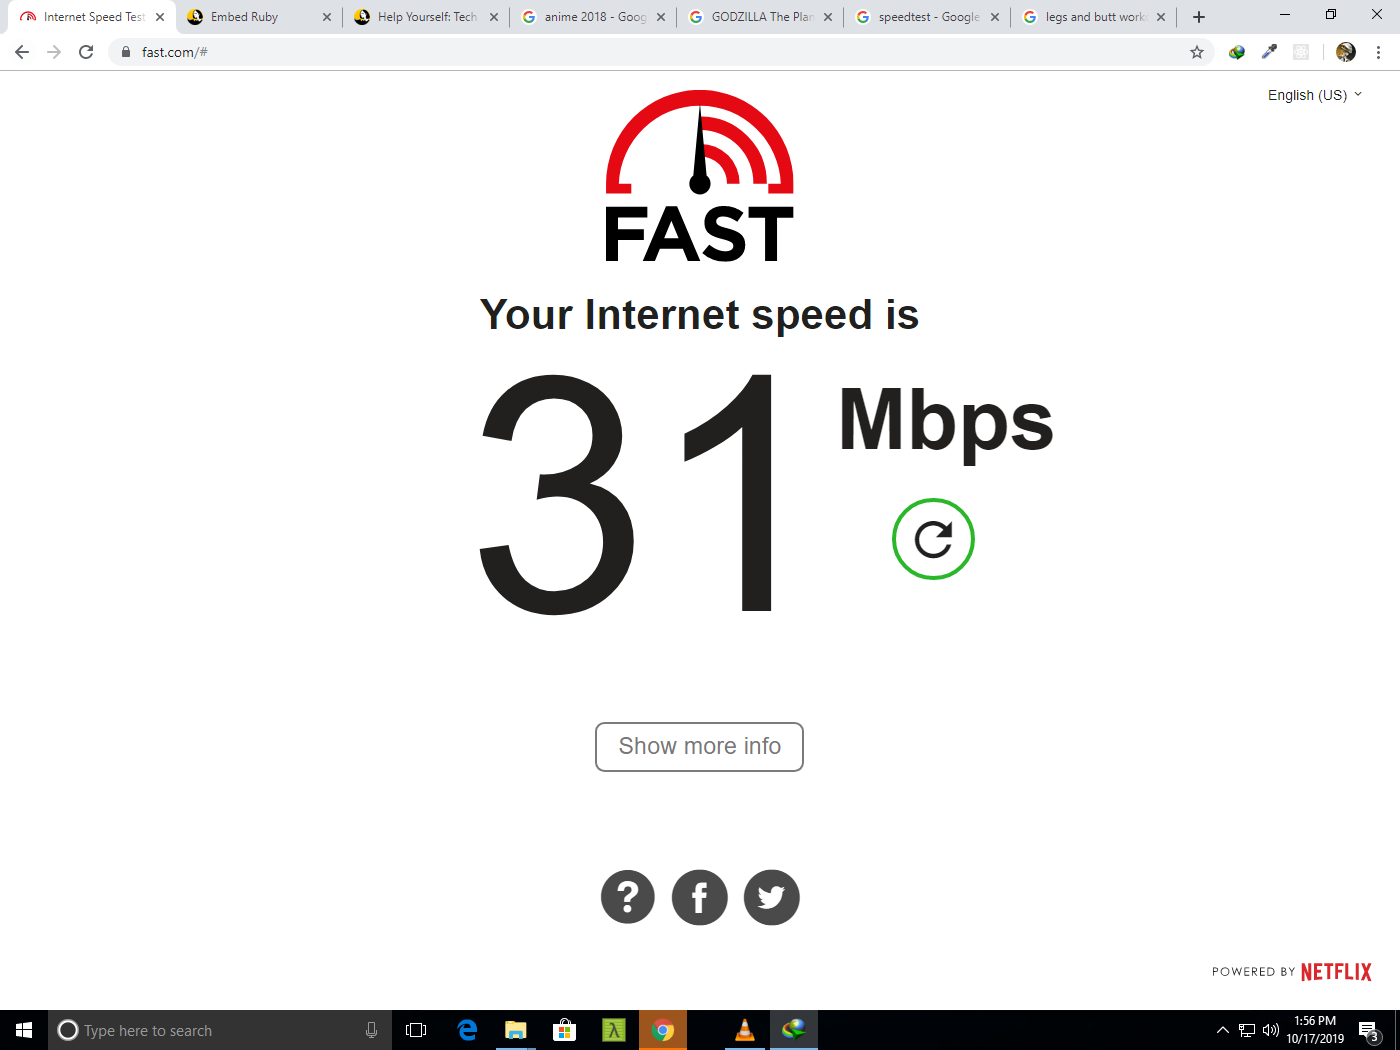 Internet Speed Test
Embed Ruby
Help Yourself: Tech
anime 2018 - Goog
GODZILLA The Plan
speedtest - Google
legs and butt work
fast.com/#
English (US)
FAST
Your Internet speed is
31 Mbps
Show more info
POWERED BY NETFLIX
Type here to search
1:56 PM
10/17/2019
3